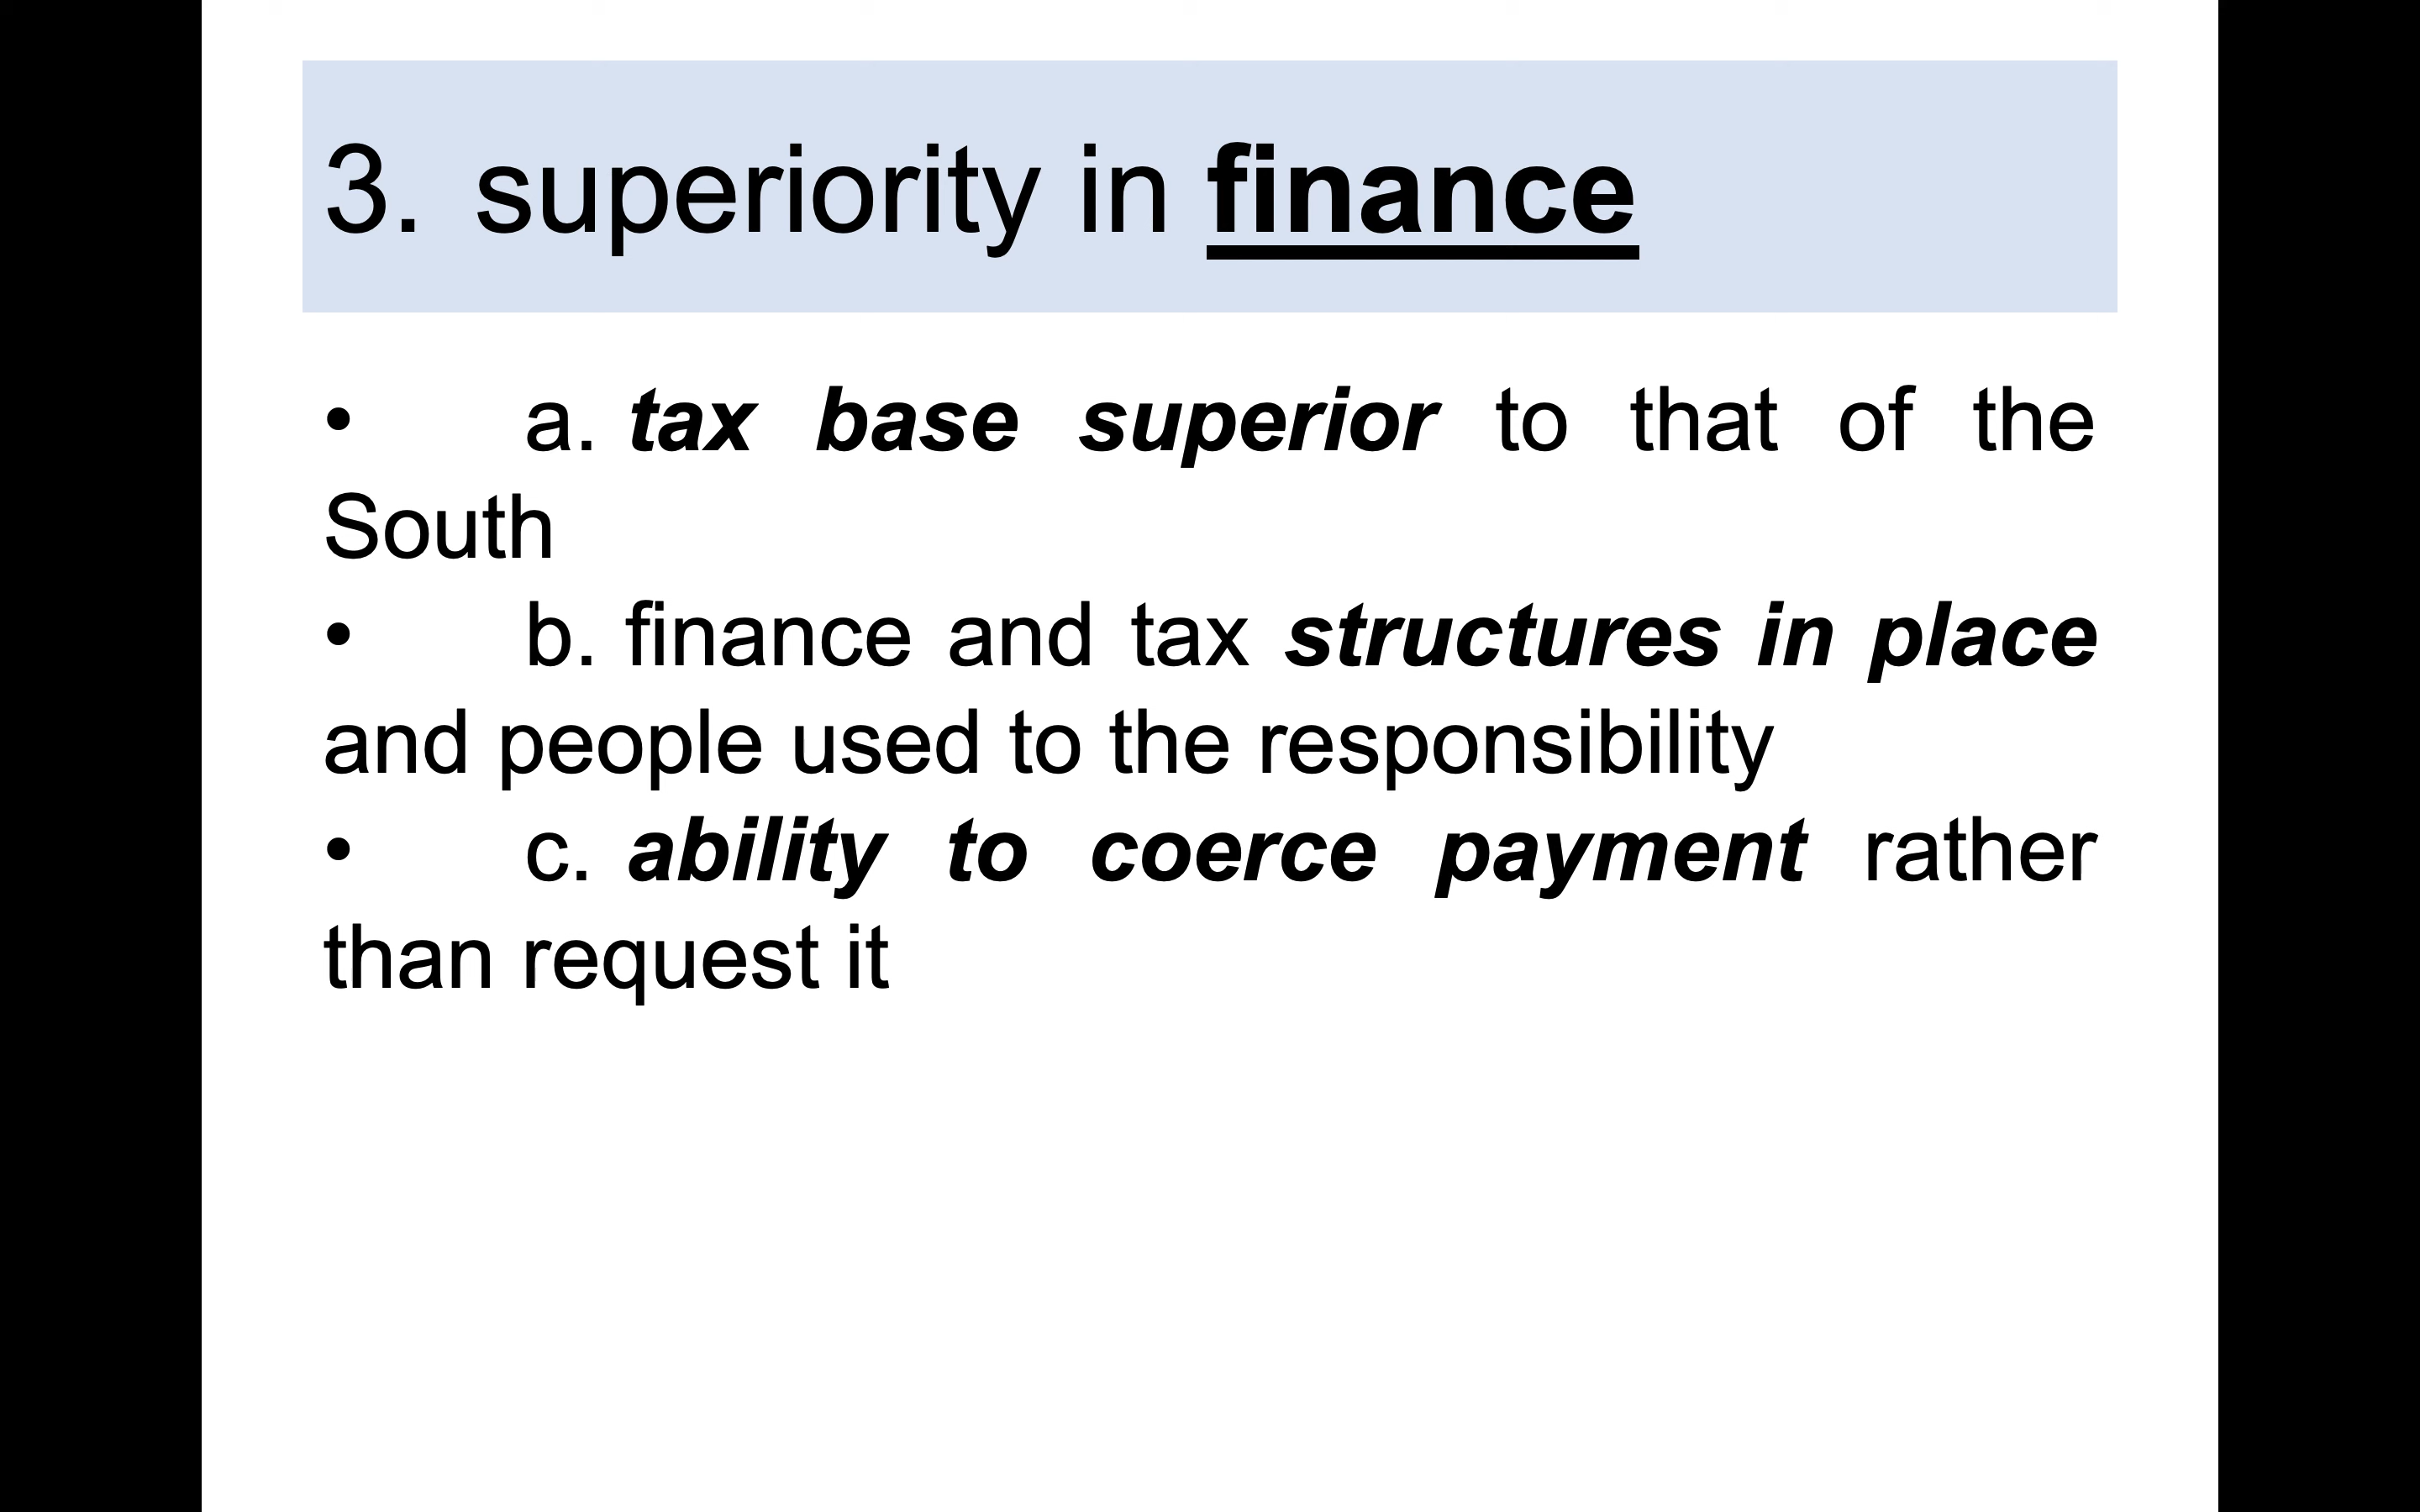 3. superiority in finance
• a. tax base superior to that of the
South
• b. finance and tax structures in place
and people used to the responsibility
• c. ability to coerce payment rather
than request it